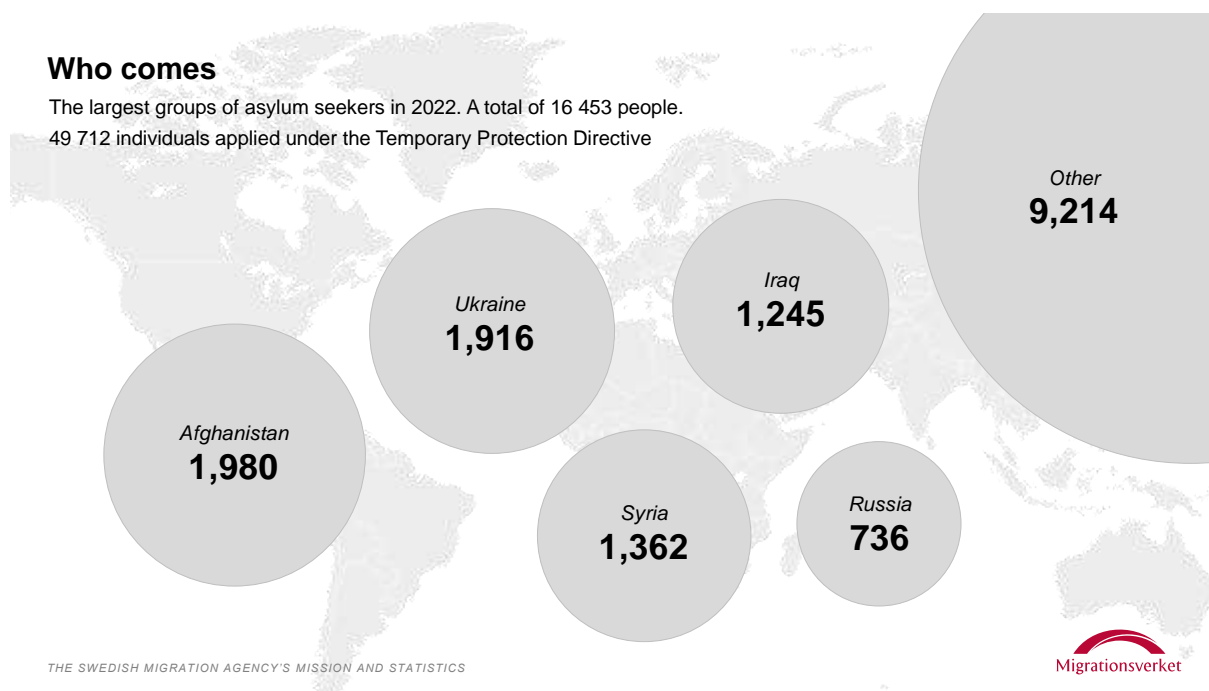 Who comes
The largest groups of asylum seekers in 2022. A total of 16 453 people.
49 712 individuals applied under the Temporary Protection Directive
Other
9,214
Iraq
1,245
Ukraine
1,916
Afghanistan
1,980
Syria
1,362
Russia
736
THE SWEDISH MIGRATION AGENCY'S MISSION AND STATISTICS
Migrationsverket